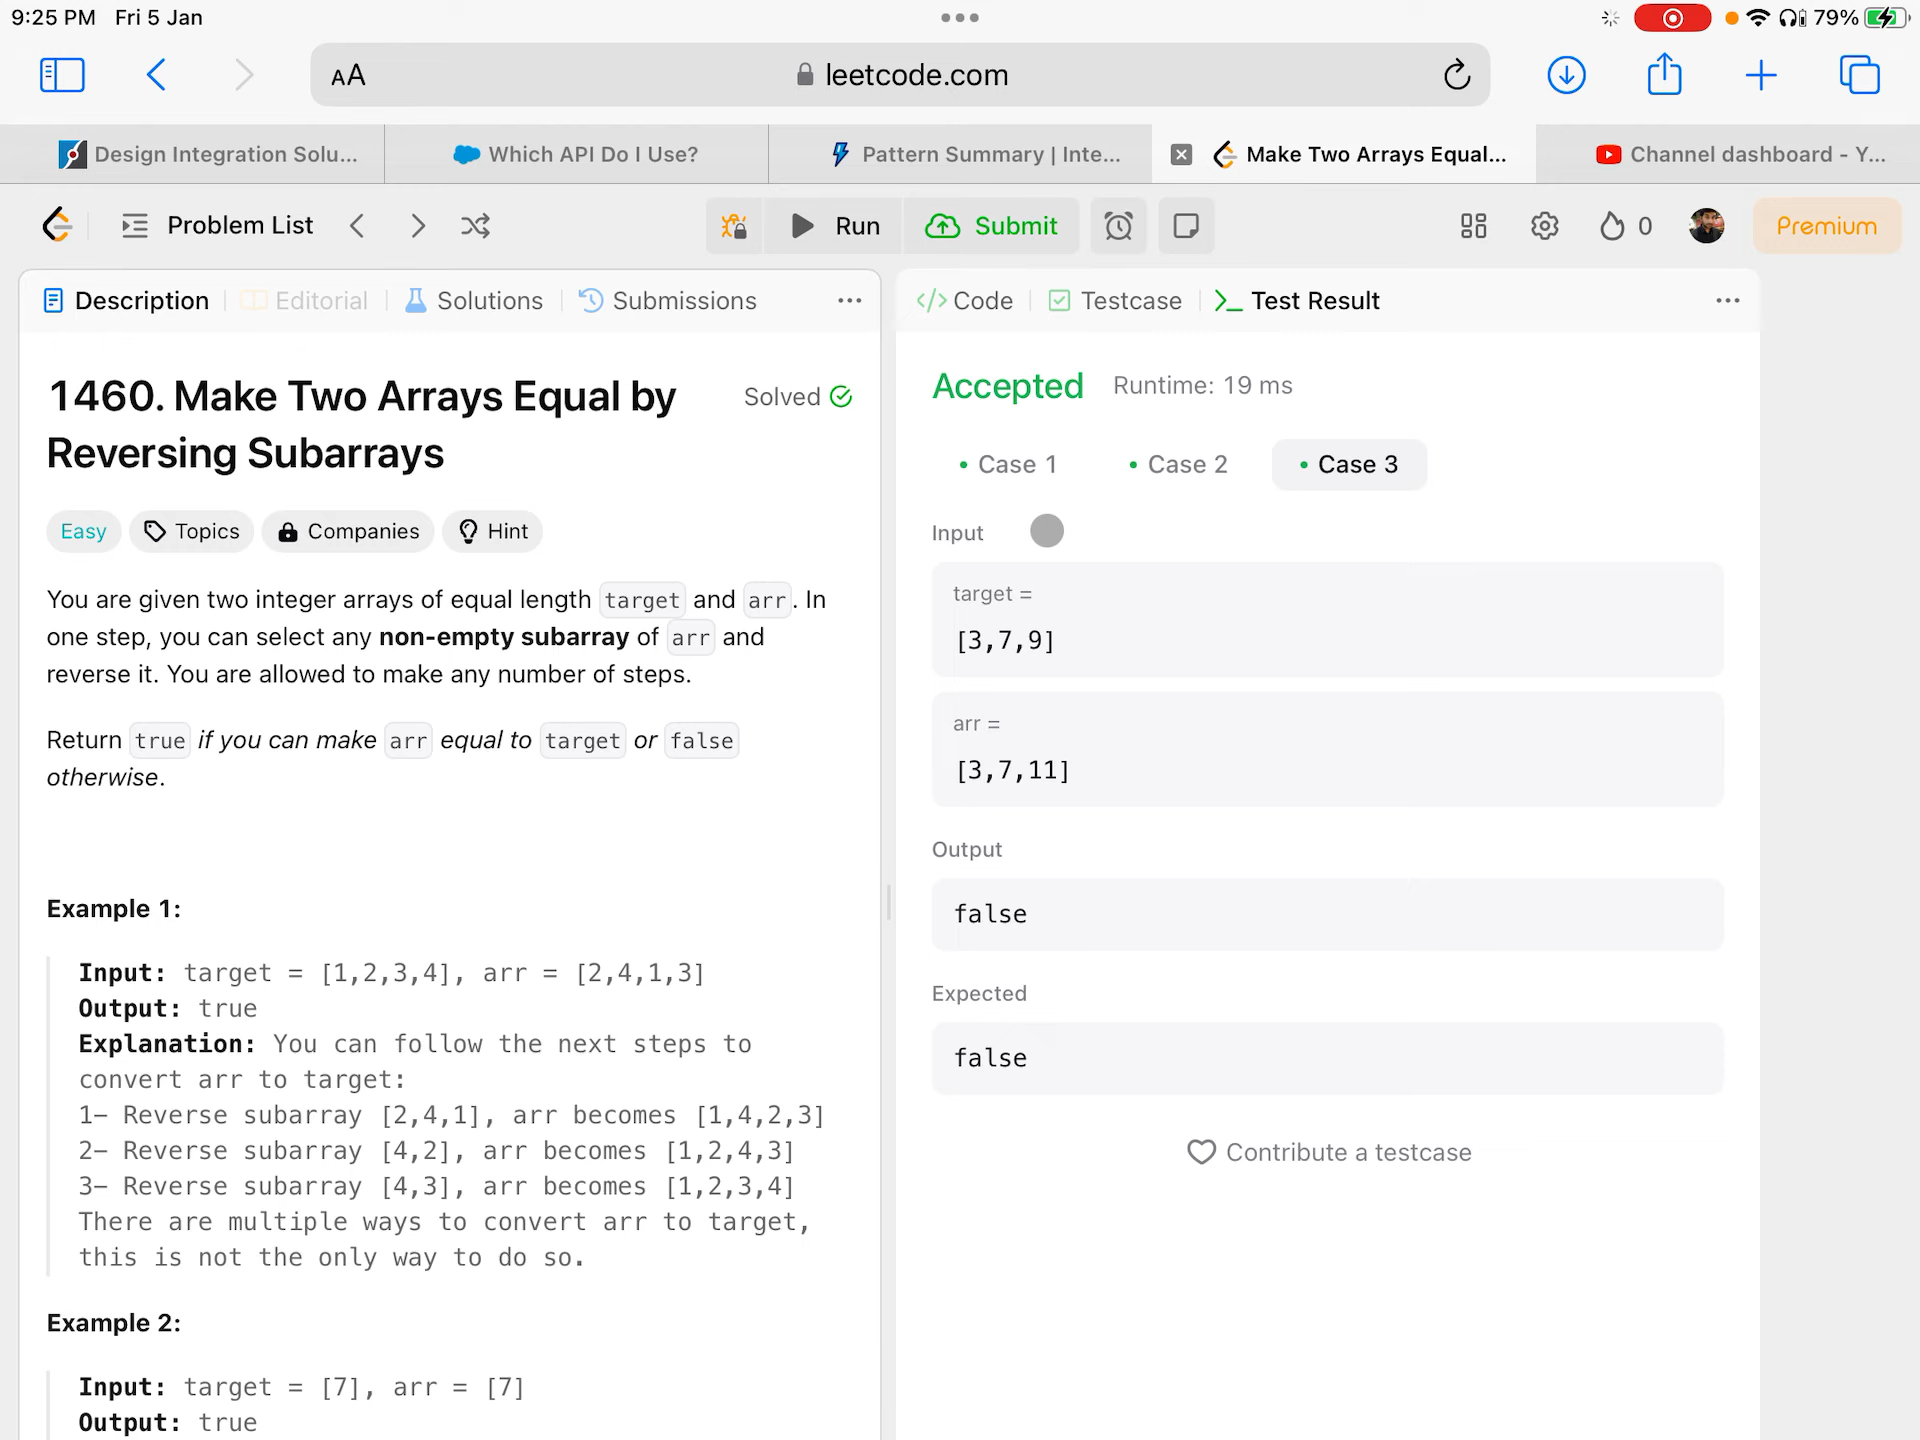 9:25 PM Fri 5 Jan
79%
AA
leetcode.com
Design Integration Solu...
Which API Do I Use?
Pattern Summary | Inte...
Make Two Arrays Equal...
Channel dashboard - Y...
Problem List
Run
Submit
0
Premium
Description
Editorial
Solutions
Submissions
1460. Make Two Arrays Equal by
Reversing Subarrays
Solved
Easy
Topics
Companies
Hint
You are given two integer arrays of equal length target and arr. In
one step, you can select any non-empty subarray of arr and
reverse it. You are allowed to make any number of steps.
Return true if you can make arr equal to target or false
otherwise.
Example 1:
Input: target = [1,2,3,4], arr = [2,4,1,3]
Output: true
Explanation: You can follow the next steps to
convert arr to target:
1- Reverse subarray [2,4,1], arr becomes [1,4,2,3]
2- Reverse subarray [4,2], arr becomes [1,2,4,3]
3- Reverse subarray [4,3], arr becomes [1,2,3,4]
There are multiple ways to convert arr to target,
this is not the only way to do so.
Example 2:
Input: target = [7], arr = [7]
Output: true
</> Code
Testcase
>_ Test Result
Accepted
Runtime: 19 ms
• Case 1
• Case 2
• Case 3
Input
target =
[3,7,9]
arr =
[3,7,11]
Output
false
Expected
false
Contribute a testcase